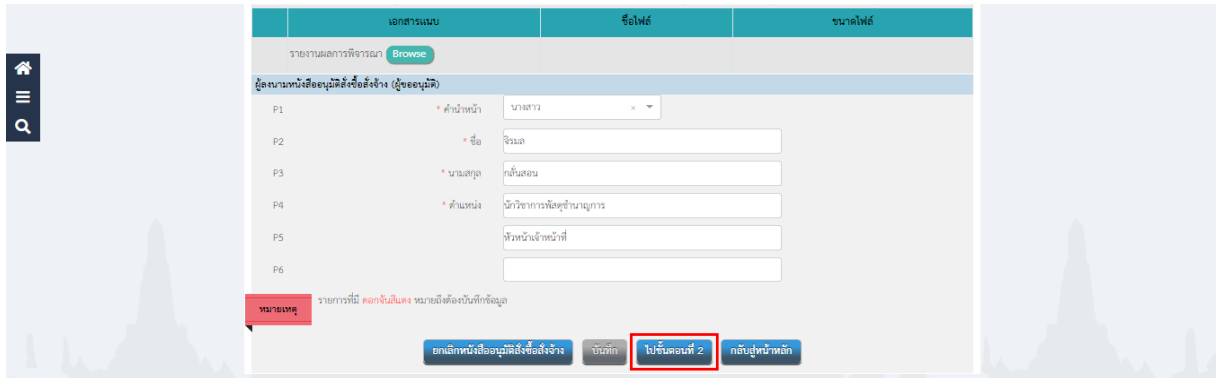 เอกสารแนบ ชื่อไฟล์ ขนาดไฟล์
รายงานผลการพิจารณา Browse
ผู้ลงนามหนังสืออนุมัติสั่งซื้อสั่งจ้าง (ผู้ขออนุมัติ)
P1 * คำนำหน้า นางสาว ×
P2 * ชื่อ จิรมล
P3 * นามสกุล กลั่นสอน
P4 * ตำแหน่ง นักวิชาการพัสดุชำนาญการ
P5 หัวหน้าเจ้าหน้าที่
P6
หมายเหตุ รายการที่มี ดอกจันสีแดง หมายถึงต้องบันทึกข้อมูล
ยกเลิกหนังสืออนุมัติสั่งซื้อสั่งจ้าง บันทึก ไปขั้นตอนที่ 2 กลับสู่หน้าหลัก